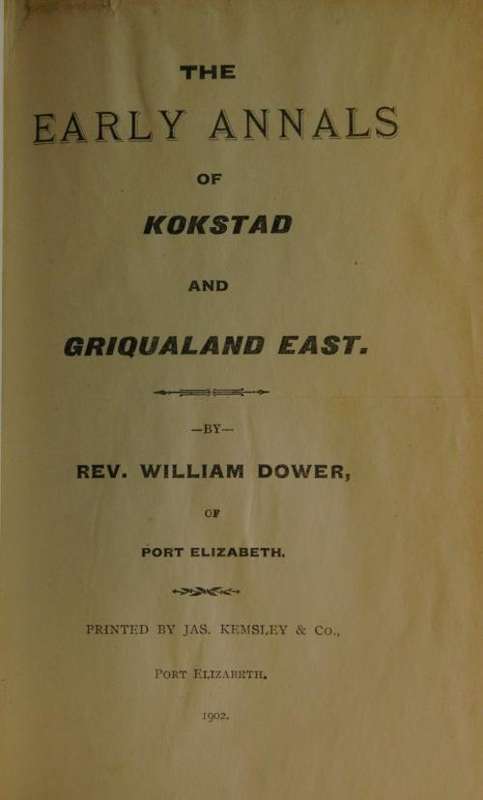 THE
EARLY ANNALS
OF
KOKSTAD
AND
GRIQUALAND EAST.
—BY—
REV. WILLIAM DOWER,
OF
PORT ELIZABETH.
PRINTED BY JAS. KEMSLEY & Co.,
PORT ELIZABETH.
1902.